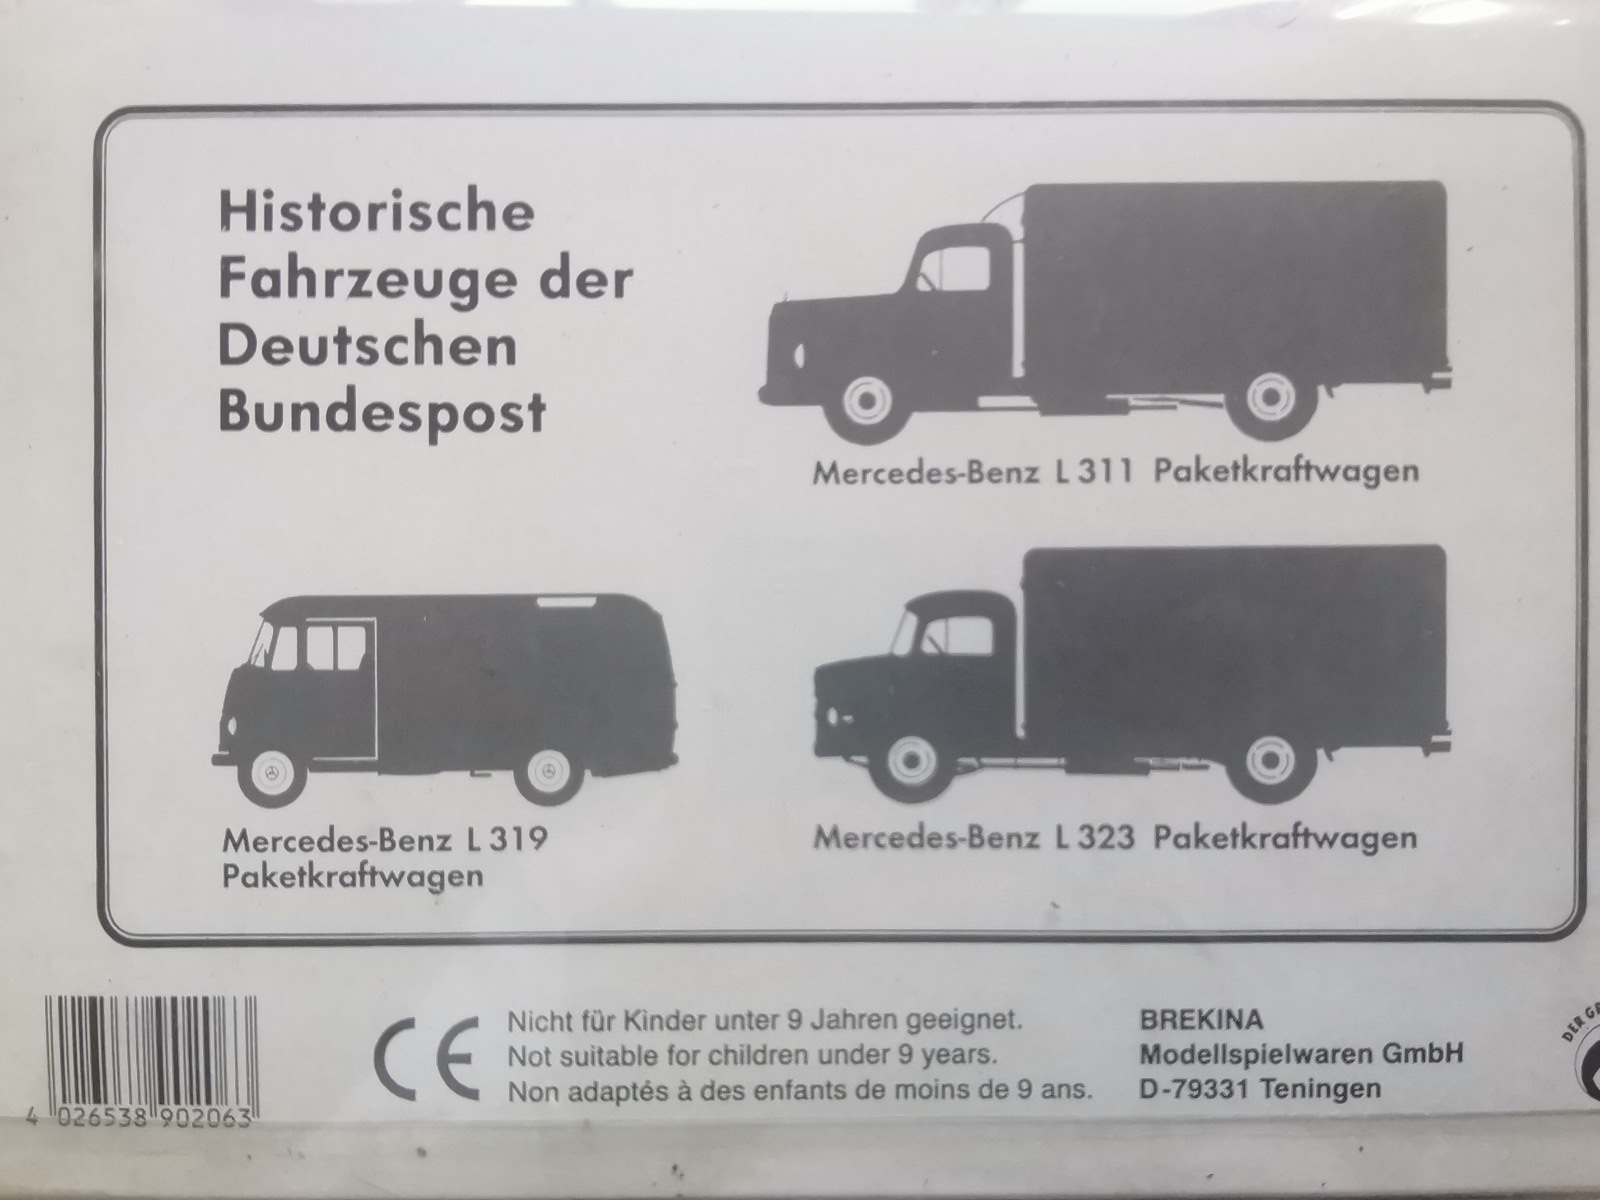 Historische
Fahrzeuge der
Deutschen
Bundespost
Mercedes-Benz L 311 Paketkraftwagen
Mercedes-Benz L 319
Paketkraftwagen
Mercedes-Benz L 323 Paketkraftwagen
4 026538 902063
CE
Nicht für Kinder unter 9 Jahren geeignet.
Not suitable for children under 9 years.
Non adaptés à des enfants de moins de 9 ans.
BREKINA
Modellspielwaren GmbH
D-79331 Teningen
DER